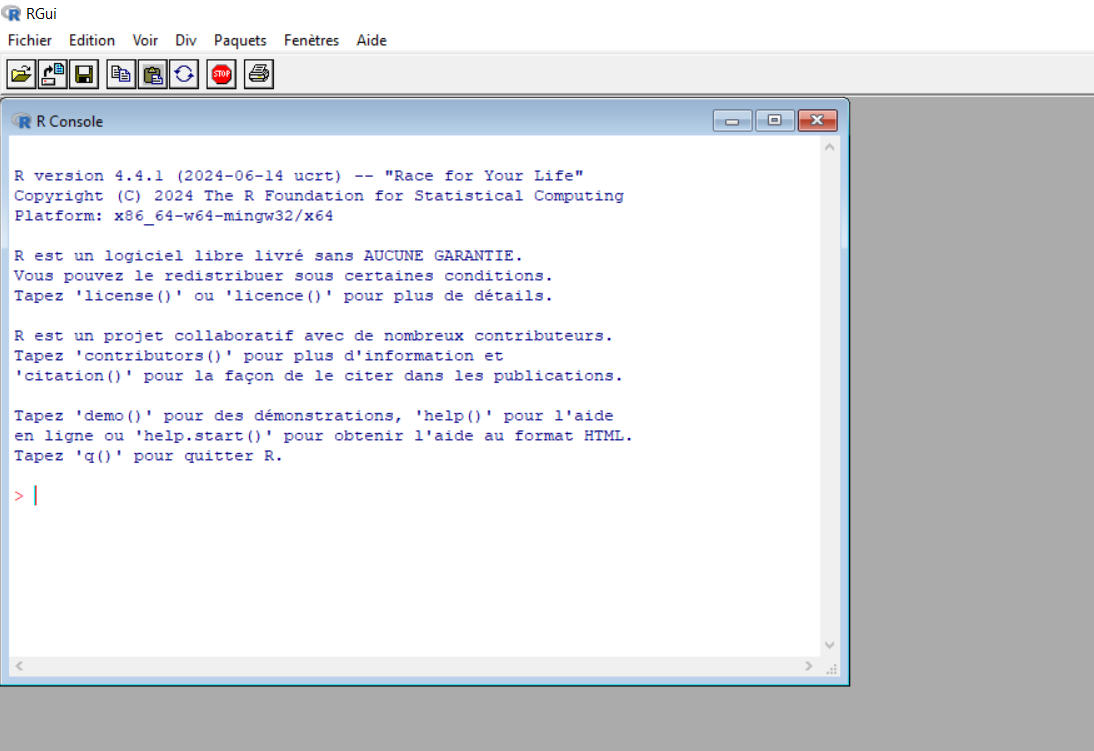 RGui
Fichier Edition Voir Div Paquets Fenêtres Aide
STOP
R Console
R version 4.4.1 (2024-06-14 ucrt) -- "Race for Your Life"
Copyright (C) 2024 The R Foundation for Statistical Computing
Platform: x86_64-w64-mingw32/x64
R est un logiciel libre livré sans AUCUNE GARANTIE.
Vous pouvez le redistribuer sous certaines conditions.
Tapez 'license()' ou 'licence()' pour plus de détails.
R est un projet collaboratif avec de nombreux contributeurs.
Tapez 'contributors()' pour plus d'information et
'citation()' pour la façon de le citer dans les publications.
Tapez 'demo()' pour des démonstrations, 'help()' pour l'aide
en ligne ou 'help.start()' pour obtenir l'aide au format HTML.
Tapez 'q()' pour quitter R.
>